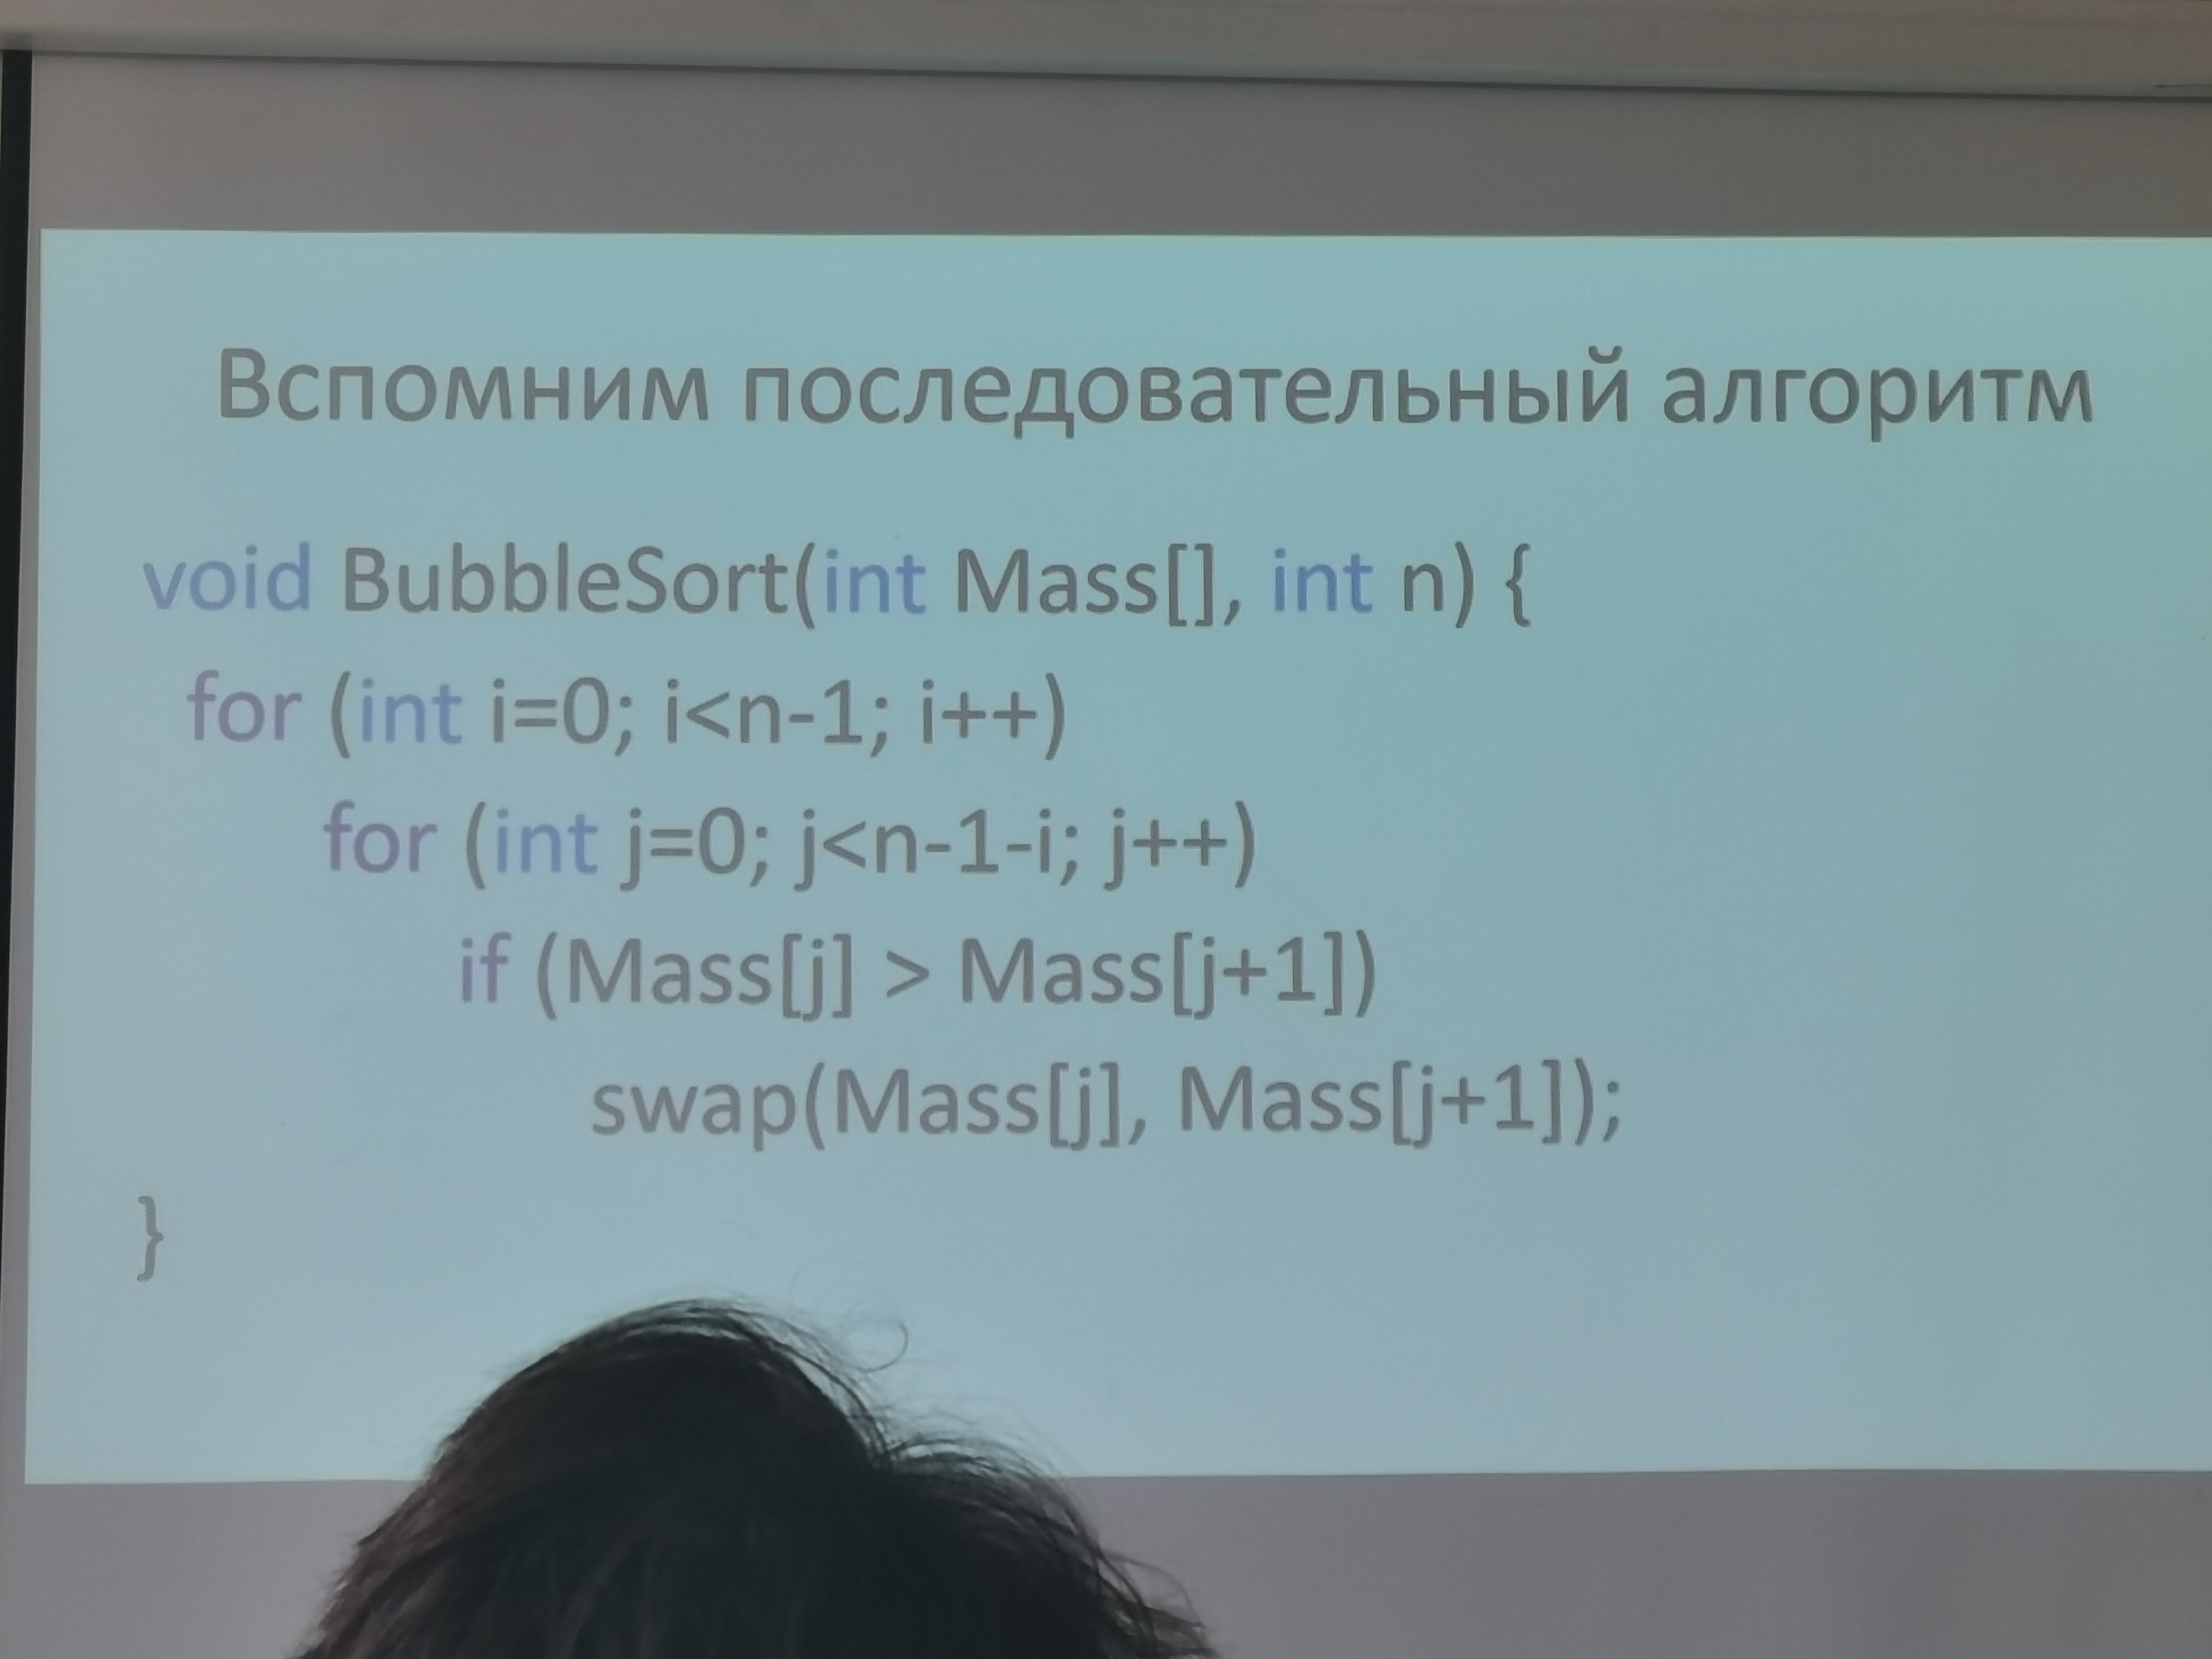 Вспомним последовательный алгоритм
void BubbleSort(int Mass[], int n) {
for (int i=0; i<n-1; i++)
for (int j=0; j<n-1-i; j++)
if (Mass[j] > Mass[j+1])
swap(Mass[j], Mass[j+1]);
}